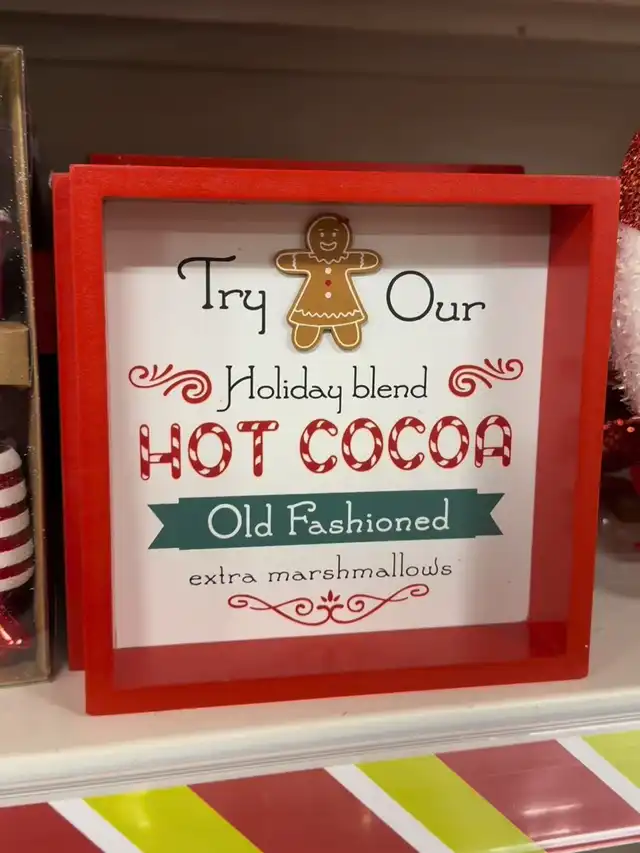 Try Our
Holiday blend
HOT COCOA
Old Fashioned
extra marshmallows